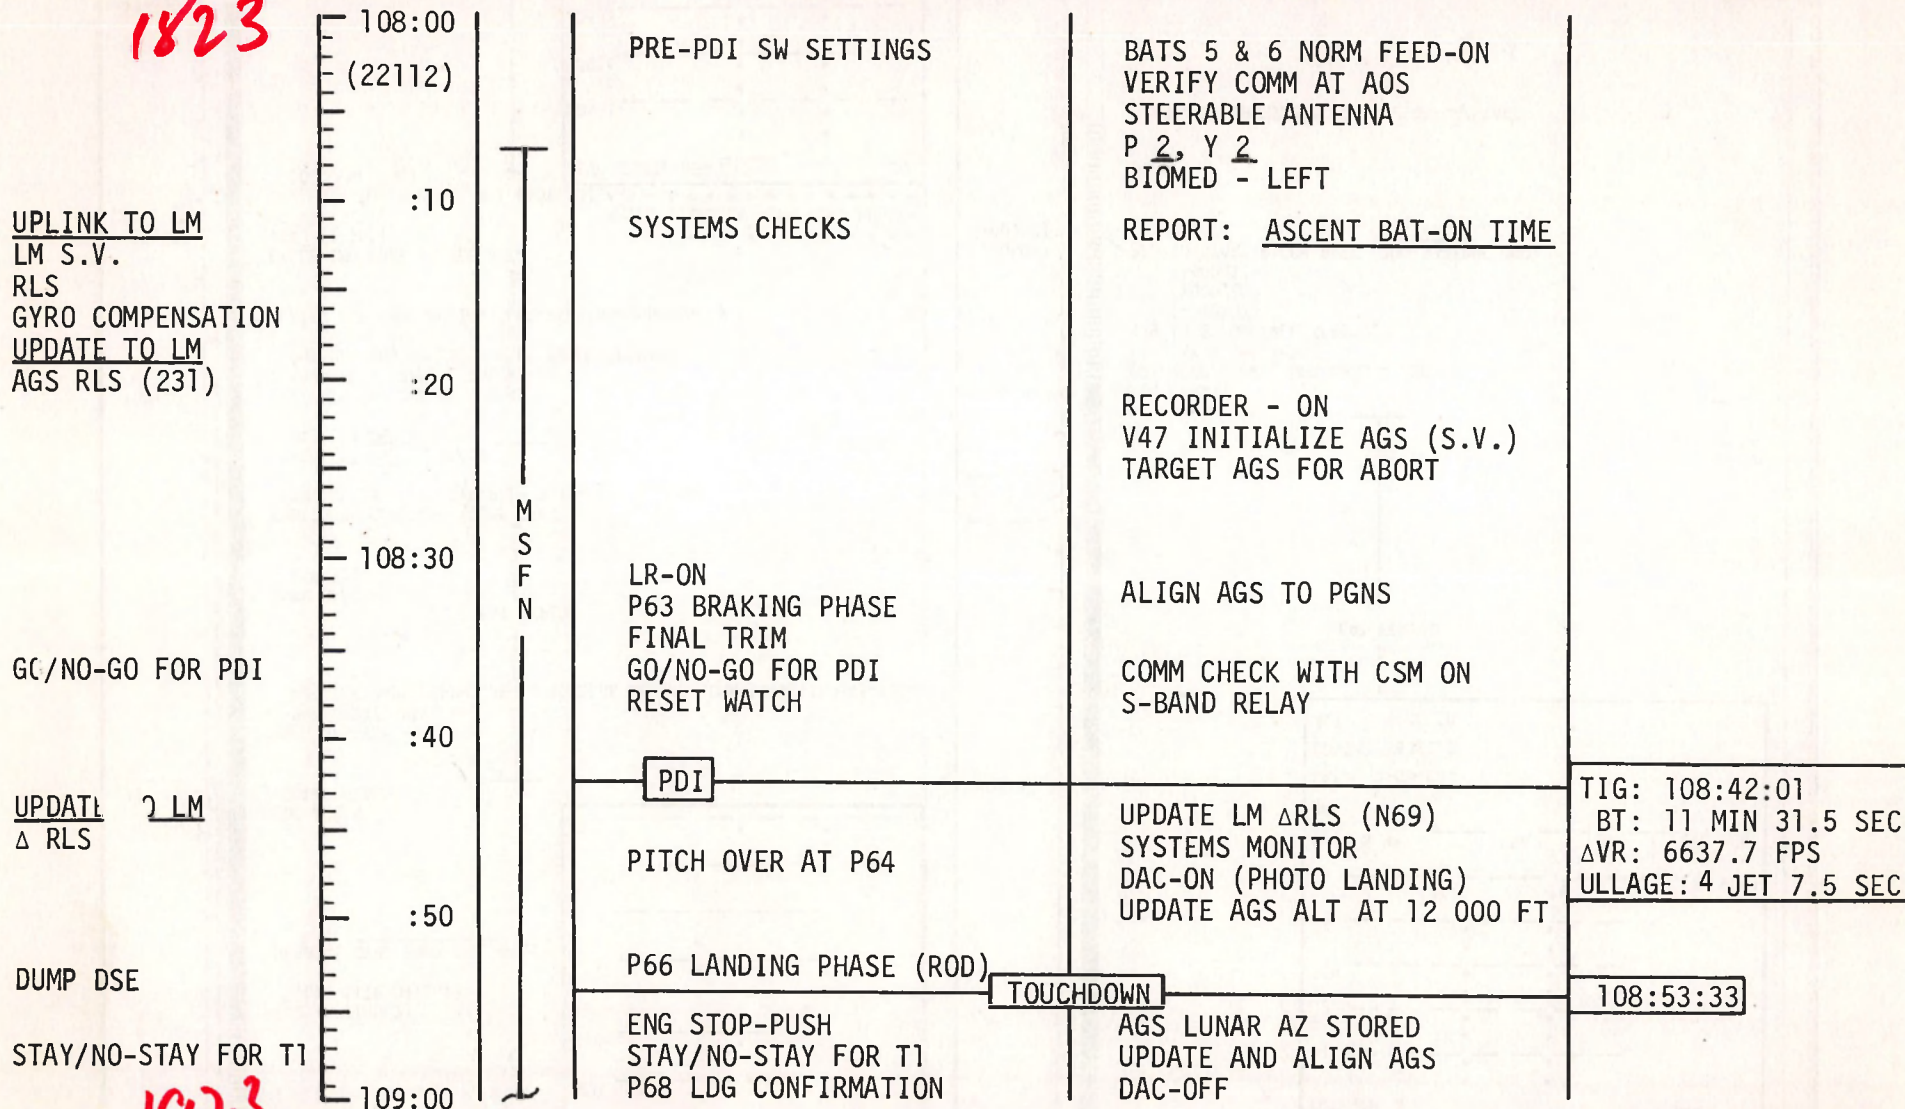 1823
108:00
(22112)
:10
:20
108:30
:40
:50
109:00
UPLINK TO LM
LM S.V.
RLS
GYRO COMPENSATION
UPDATE TO LM
AGS RLS (231)
GO/NO-GO FOR PDI
LM
Δ RLS
DUMP DSE
STAY/NO-STAY FOR T1
MSFN
PRE-PDI SW SETTINGS
SYSTEMS CHECKS
LR-ON
P63 BRAKING PHASE
FINAL TRIM
GO/NO-GO FOR PDI
RESET WATCH
PDI
PITCH OVER AT P64
P66 LANDING PHASE (ROD)
TOUCHDOWN
ENG STOP-PUSH
STAY/NO-STAY FOR T1
P68 LDG CONFIRMATION
BATS 5 & 6 NORM FEED-ON
VERIFY COMM AT AOS
STEERABLE ANTENNA
P 2, Y 2
BIOMED - LEFT
REPORT: ASCENT BAT-ON TIME
RECORDER - ON
V47 INITIALIZE AGS (S.V.)
TARGET AGS FOR ABORT
ALIGN AGS TO PGNS
COMM CHECK WITH CSM ON
S-BAND RELAY
UPDATE LM ΔRLS (N69)
SYSTEMS MONITOR
DAC-ON (PHOTO LANDING)
UPDATE AGS ALT AT 12 000 FT
AGS LUNAR AZ STORED
UPDATE AND ALIGN AGS
DAC-OFF
TIG: 108:42:01
BT: 11 MIN 31.5 SEC
ΔVR: 6637.7 FPS
ULLAGE: 4 JET 7.5 SEC
108:53:33